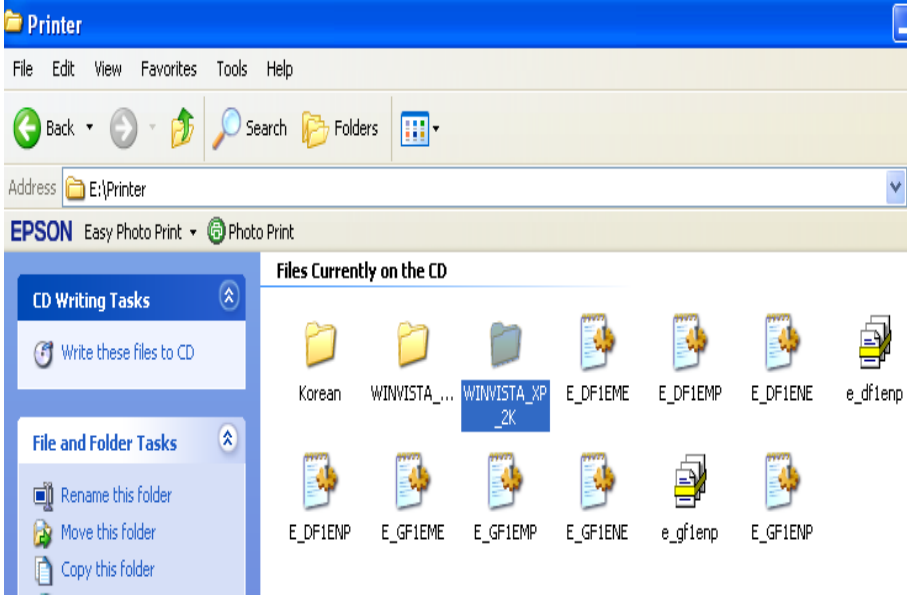 Printer
File Edit View Favorites Tools Help
Back Search Folders
Address E:\Printer
EPSON Easy Photo Print Photo Print
Files Currently on the CD
CD Writing Tasks
Write these files to CD
Korean WINVISTA_... WINVISTA_XP E_DF1EME E_DF1EMP E_DF1ENE e_df1enp
_2K
File and Folder Tasks
Rename this folder
Move this folder
Copy this folder
E_DF1ENP E_GF1EME E_GF1EMP E_GF1ENE e_gf1enp E_GF1ENP